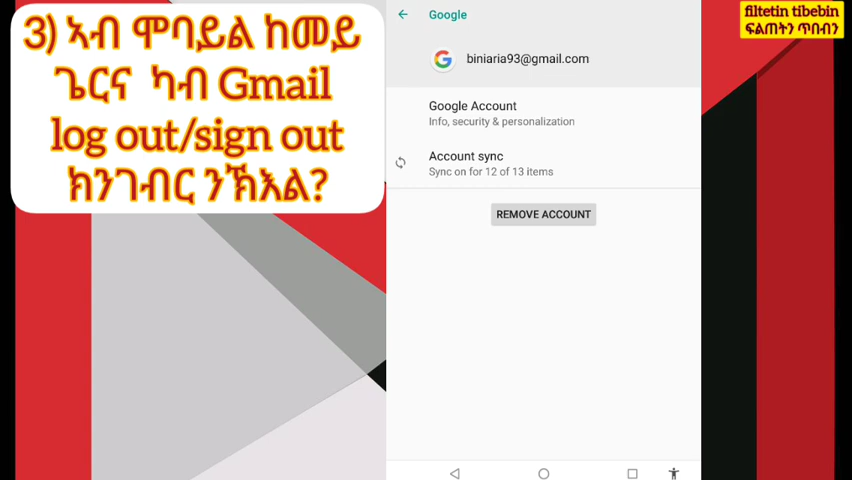 3) ኣብ ሞባይል ከመይ
ጌርና ካብ Gmail
log out/sign out
ክንገብር ንኽእል?
Google
biniaria93@gmail.com
Google Account
Info, security & personalization
Account sync
Sync on for 12 of 13 items
REMOVE ACCOUNT
filtetin tibebin
ፍልጠትን ጥበብን